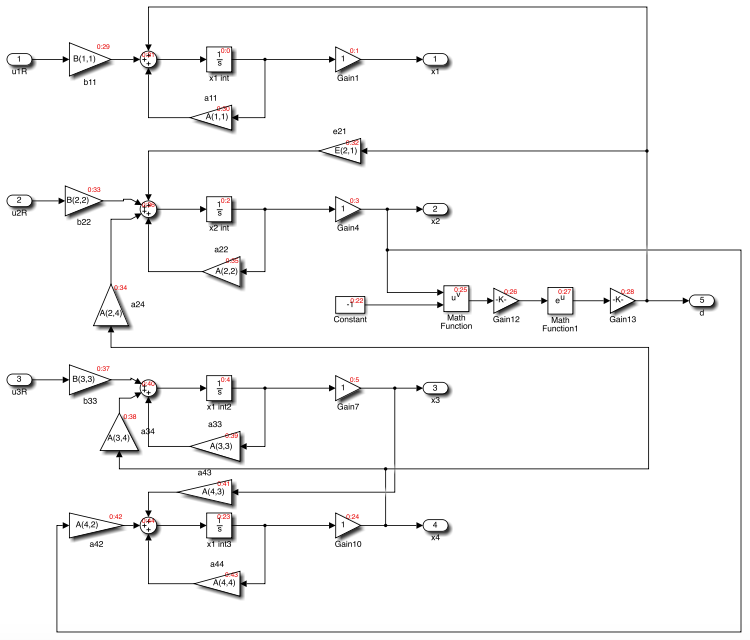 0:29
0:0
0:1
1
B(1,1)
1
s
1
1
u1R
b11
x1 int
Gain1
x1
a11
0:30
A(1,1)
e21
0:32
E(2,1)
0:33
2
B(2,2)
0:2
1
s
0:3
1
2
u2R
b22
x2 int
Gain4
x2
a22
0:35
A(2,2)
0:34
A(2,4)
a24
0:22
-1
Constant
0:25
u^v
Math
Function
0:26
-K-
Gain12
0:27
e^u
Math
Function1
0:28
-K-
Gain13
5
d
0:37
3
B(3,3)
0:40
0:4
1
s
0:5
1
3
u3R
b33
x1 int2
Gain7
x3
0:38
A(3,4)
a34
a33
0:39
A(3,3)
a43
0:41
A(4,3)
0:42
A(4,2)
a42
0:23
1
s
x1 int3
0:24
1
Gain10
4
x4
a44
0:43
A(4,4)